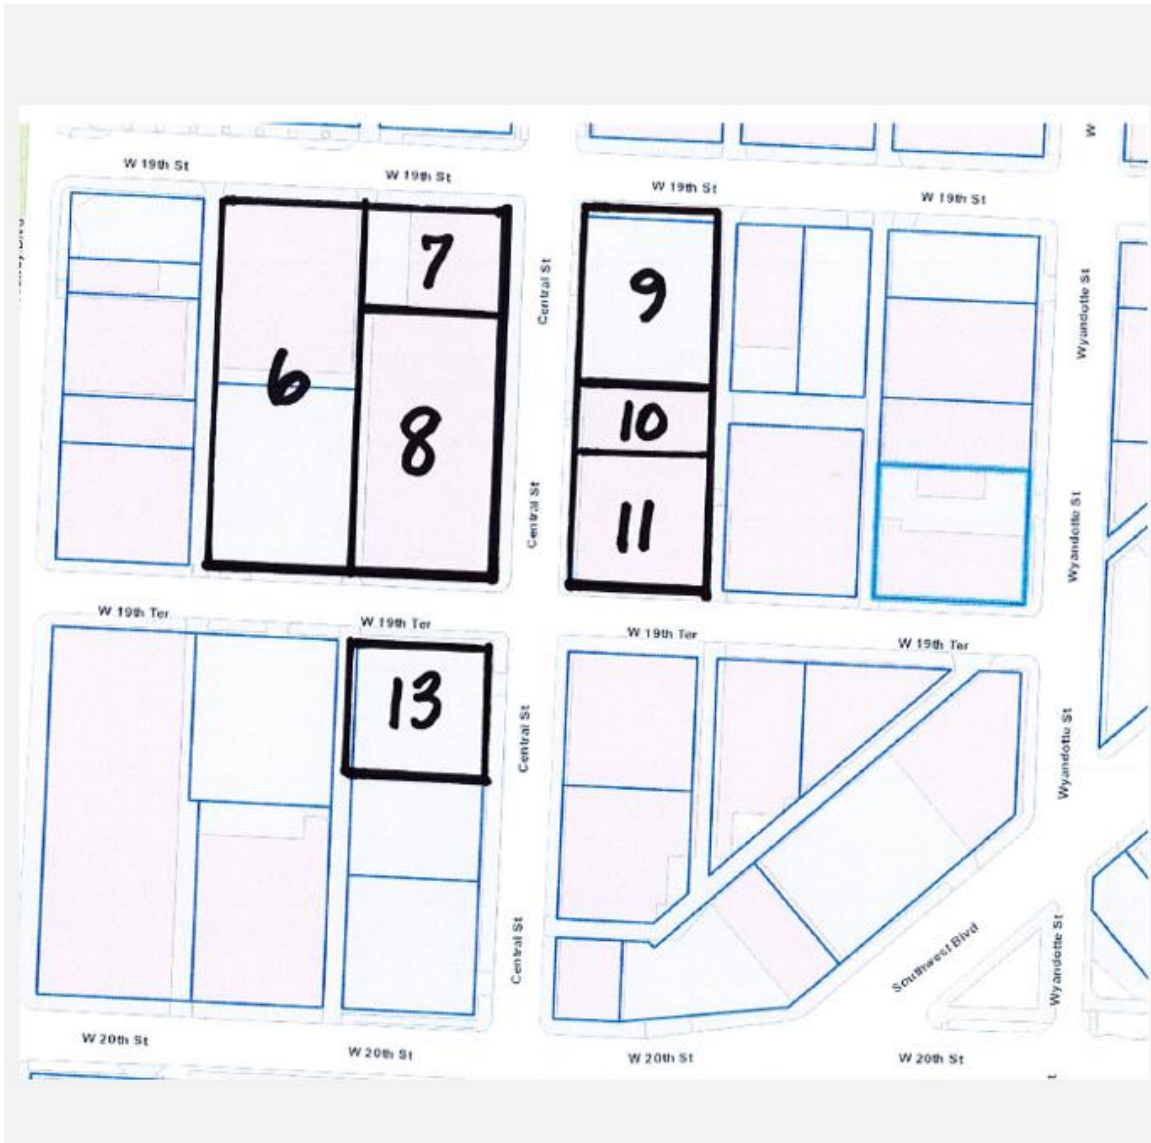 W
W 19th St
W 19th St
W 19th St
W 19th St
7
9
Central St
Wyandotte St
6
10
8
11
Central St
Wyandotte St
W 19th Ter
W 19th Ter
W 19th Ter
W 19th Ter
13
Central St
Wyandotte St
Central St
Southwest Blvd
Wyandotte St
W 20th St
W 20th St
W 20th St
W 20th St